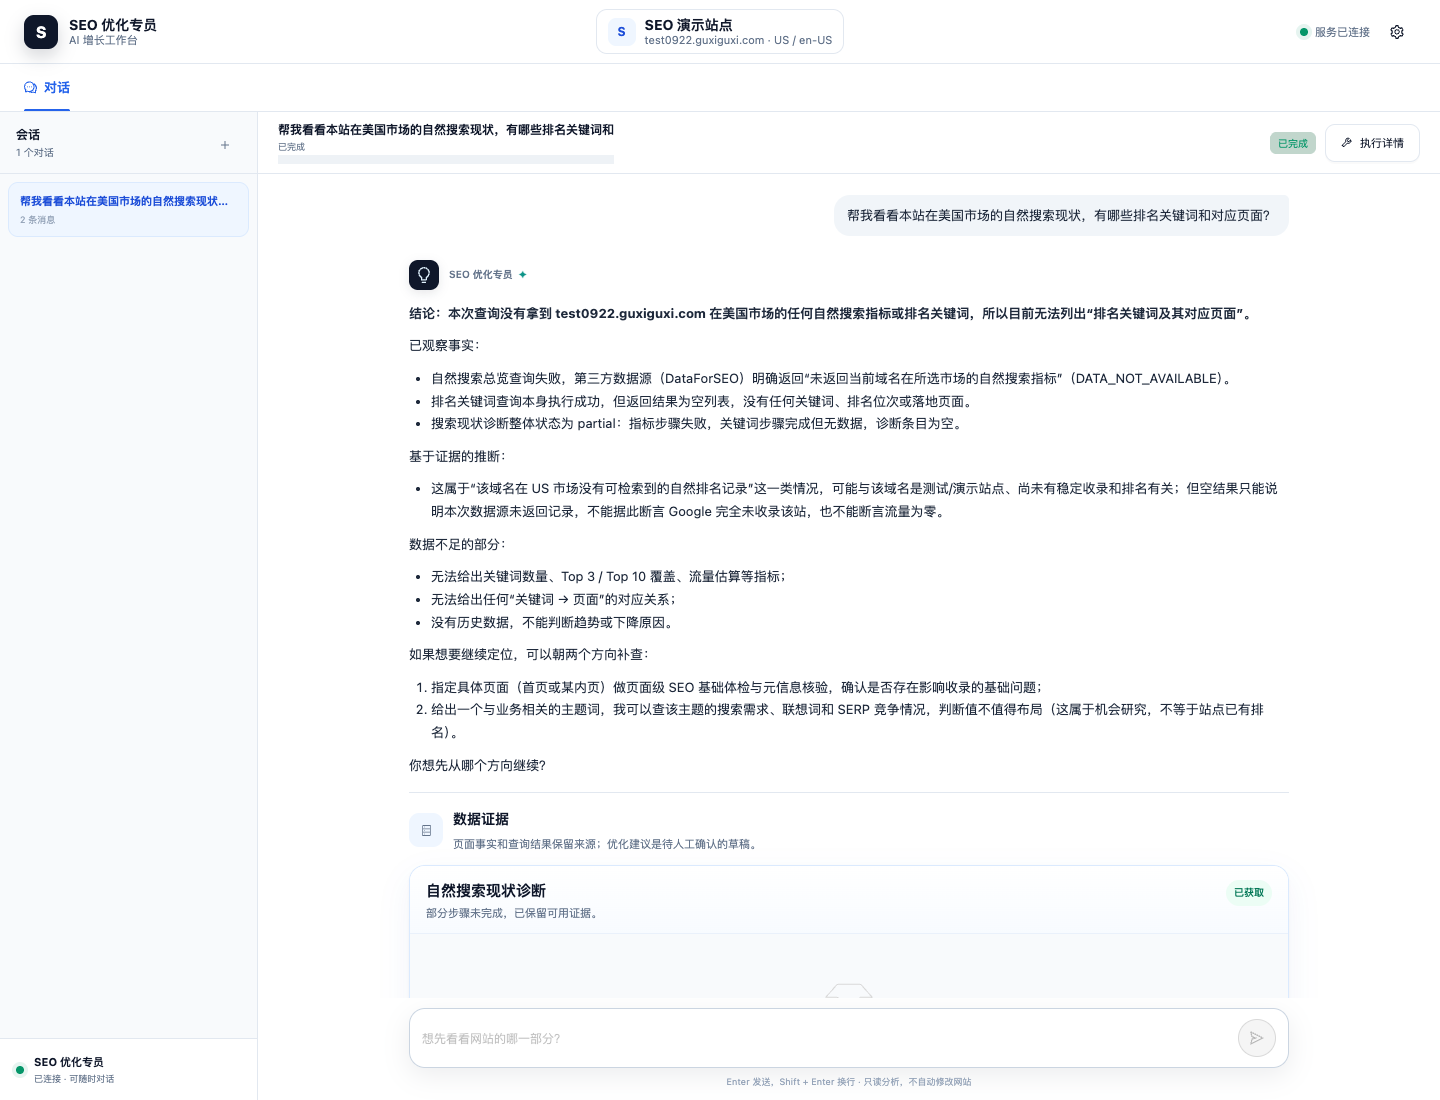 S
SEO 优化专员
AI 增长工作台
S
SEO 演示站点
test0922.guxiguxi.com · US / en-US
服务已连接
对话
会话
1 个对话
+
帮我看看本站在美国市场的自然搜索现状...
2 条消息
帮我看看本站在美国市场的自然搜索现状，有哪些排名关键词和
已完成
已完成
执行详情
帮我看看本站在美国市场的自然搜索现状，有哪些排名关键词和对应页面？
SEO 优化专员
结论：本次查询没有拿到 test0922.guxiguxi.com 在美国市场的任何自然搜索指标或排名关键词，所以目前无法列出“排名关键词及其对应页面”。
已观察事实：
• 自然搜索总览查询失败，第三方数据源（DataForSEO）明确返回“未返回当前域名在所选市场的自然搜索指标”（DATA_NOT_AVAILABLE）。
• 排名关键词查询本身执行成功，但返回结果为空列表，没有任何关键词、排名位次或落地页面。
• 搜索现状诊断整体状态为 partial：指标步骤失败，关键词步骤完成但无数据，诊断条目为空。
基于证据的推断：
• 这属于“该域名在 US 市场没有可检索到的自然排名记录”这一类情况，可能与该域名是测试/演示站点、尚未有稳定收录和排名有关；但空结果只能说
明本次数据源未返回记录，不能据此断言 Google 完全未收录该站，也不能断言流量为零。
数据不足的部分：
• 无法给出关键词数量、Top 3 / Top 10 覆盖、流量估算等指标；
• 无法给出任何“关键词 → 页面”的对应关系；
• 没有历史数据，不能判断趋势或下降原因。
如果想要继续定位，可以朝两个方向补查：
1. 指定具体页面（首页或某内页）做页面级 SEO 基础体检与元信息核验，确认是否存在影响收录的基础问题；
2. 给出一个与业务相关的主题词，我可以查该主题的搜索需求、联想词和 SERP 竞争情况，判断值不值得布局（这属于机会研究，不等于站点已有排
名）。
你想先从哪个方向继续？
数据证据
页面事实和查询结果保留来源；优化建议是待人工确认的草稿。
自然搜索现状诊断
部分步骤未完成，已保留可用证据。
已获取
想先看看网站的哪一部分？
Enter 发送，Shift + Enter 换行 · 只读分析，不自动修改网站
SEO 优化专员
已连接 · 可随时对话